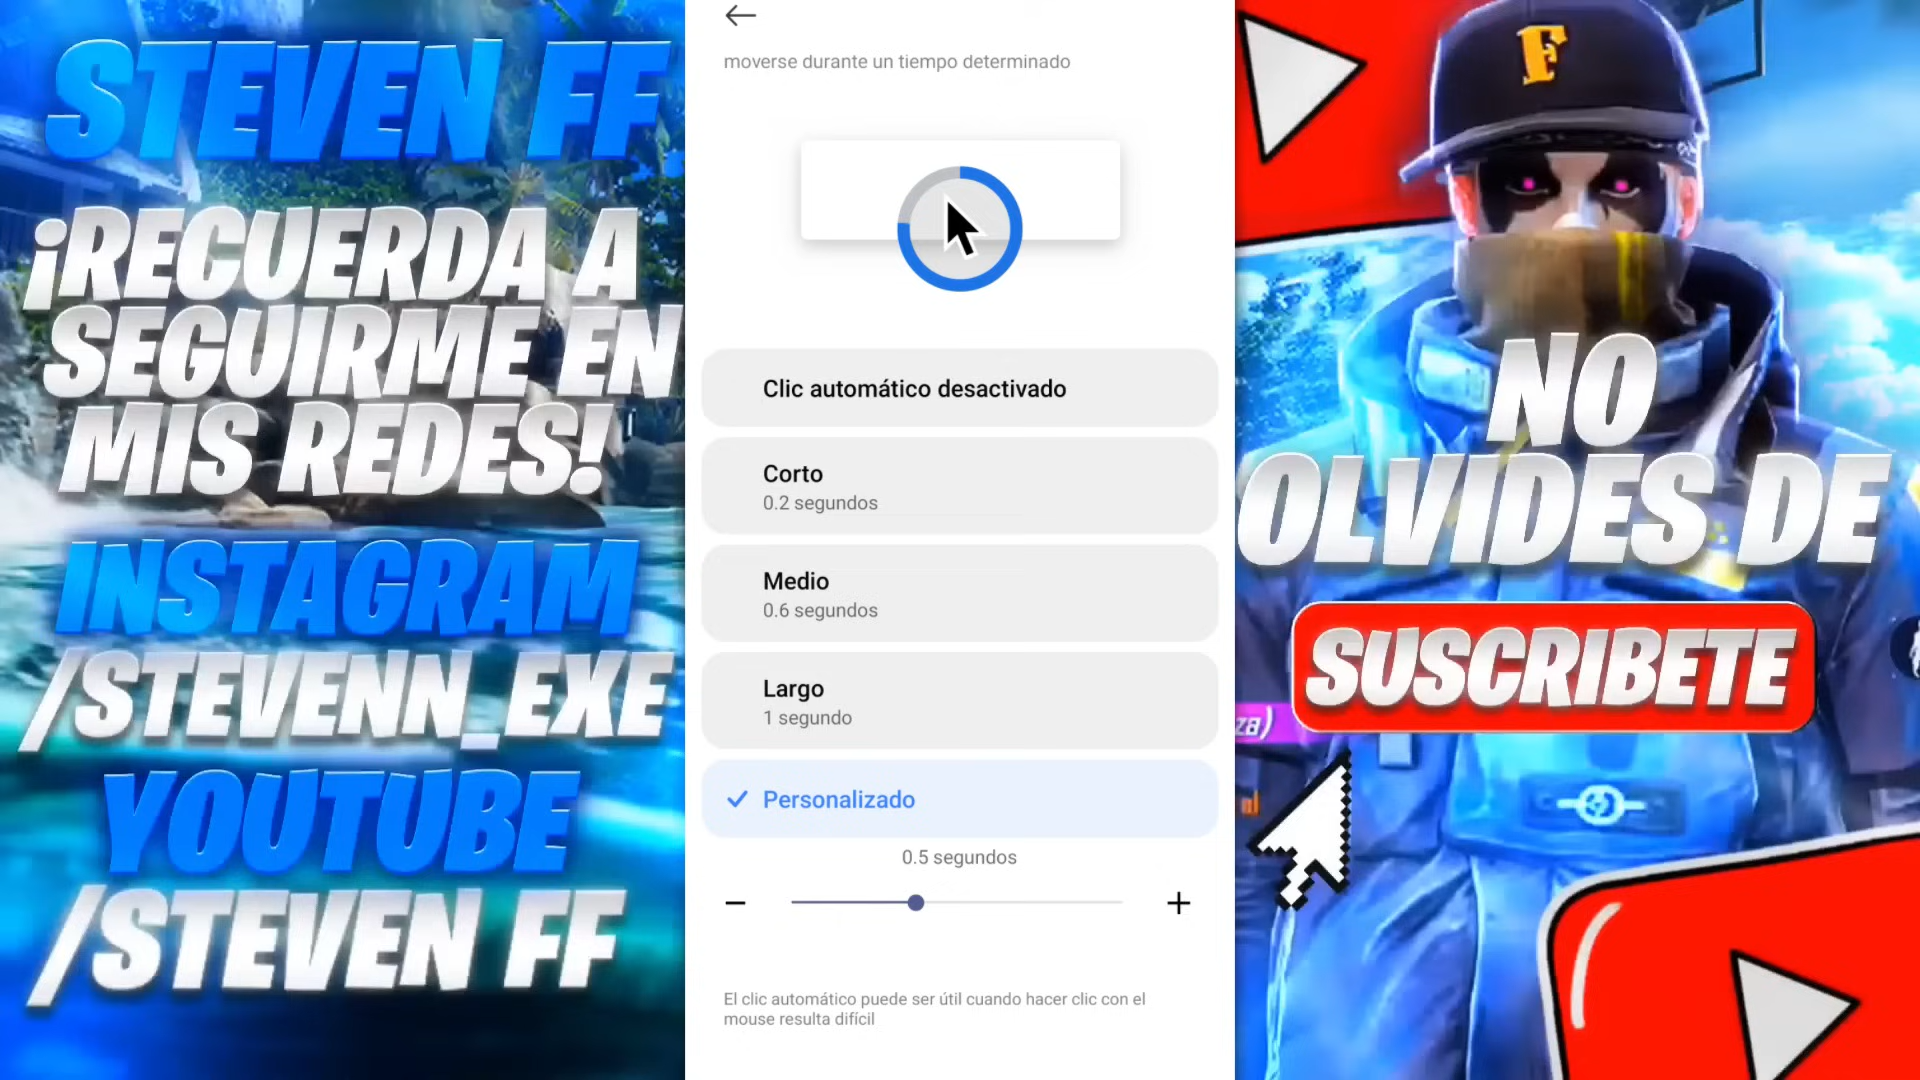 STEVEN FF
¡RECUERDA A
SEGUIRME EN
MIS REDES!
INSTAGRAM
/STEVENN_EXE
YOUTUBE
/STEVEN FF
moverse durante un tiempo determinado
Clic automático desactivado
Corto
0.2 segundos
Medio
0.6 segundos
Largo
1 segundo
Personalizado
0.5 segundos
El clic automático puede ser útil cuando hacer clic con el
mouse resulta difícil
F
NO
OLVIDES DE
SUSCRIBETE
za)